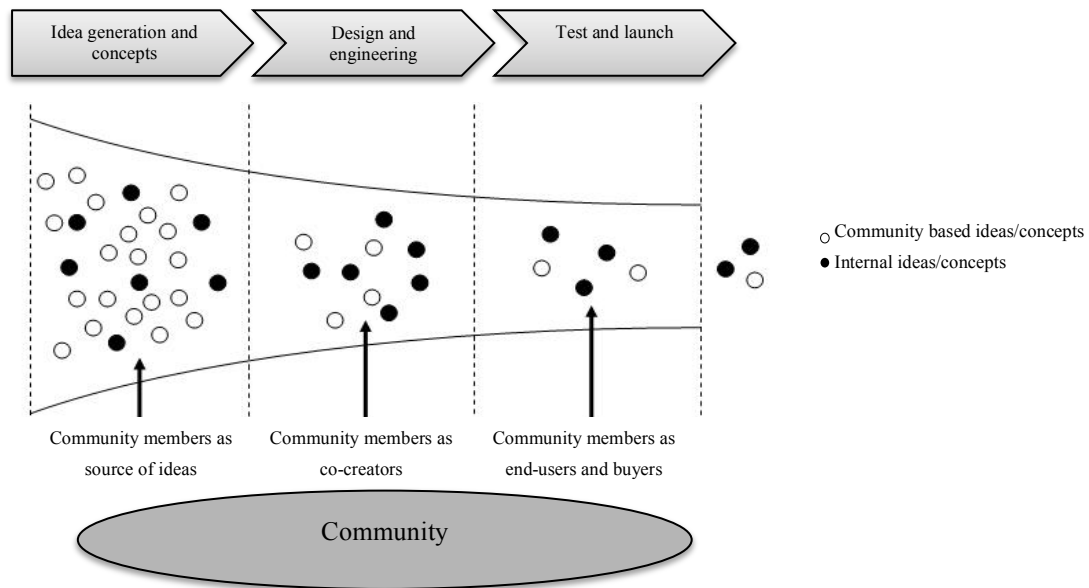 Idea generation and
concepts
Design and
engineering
Test and launch
Community based ideas/concepts
Internal ideas/concepts
Community members as
source of ideas
Community members as
co-creators
Community members as
end-users and buyers
Community